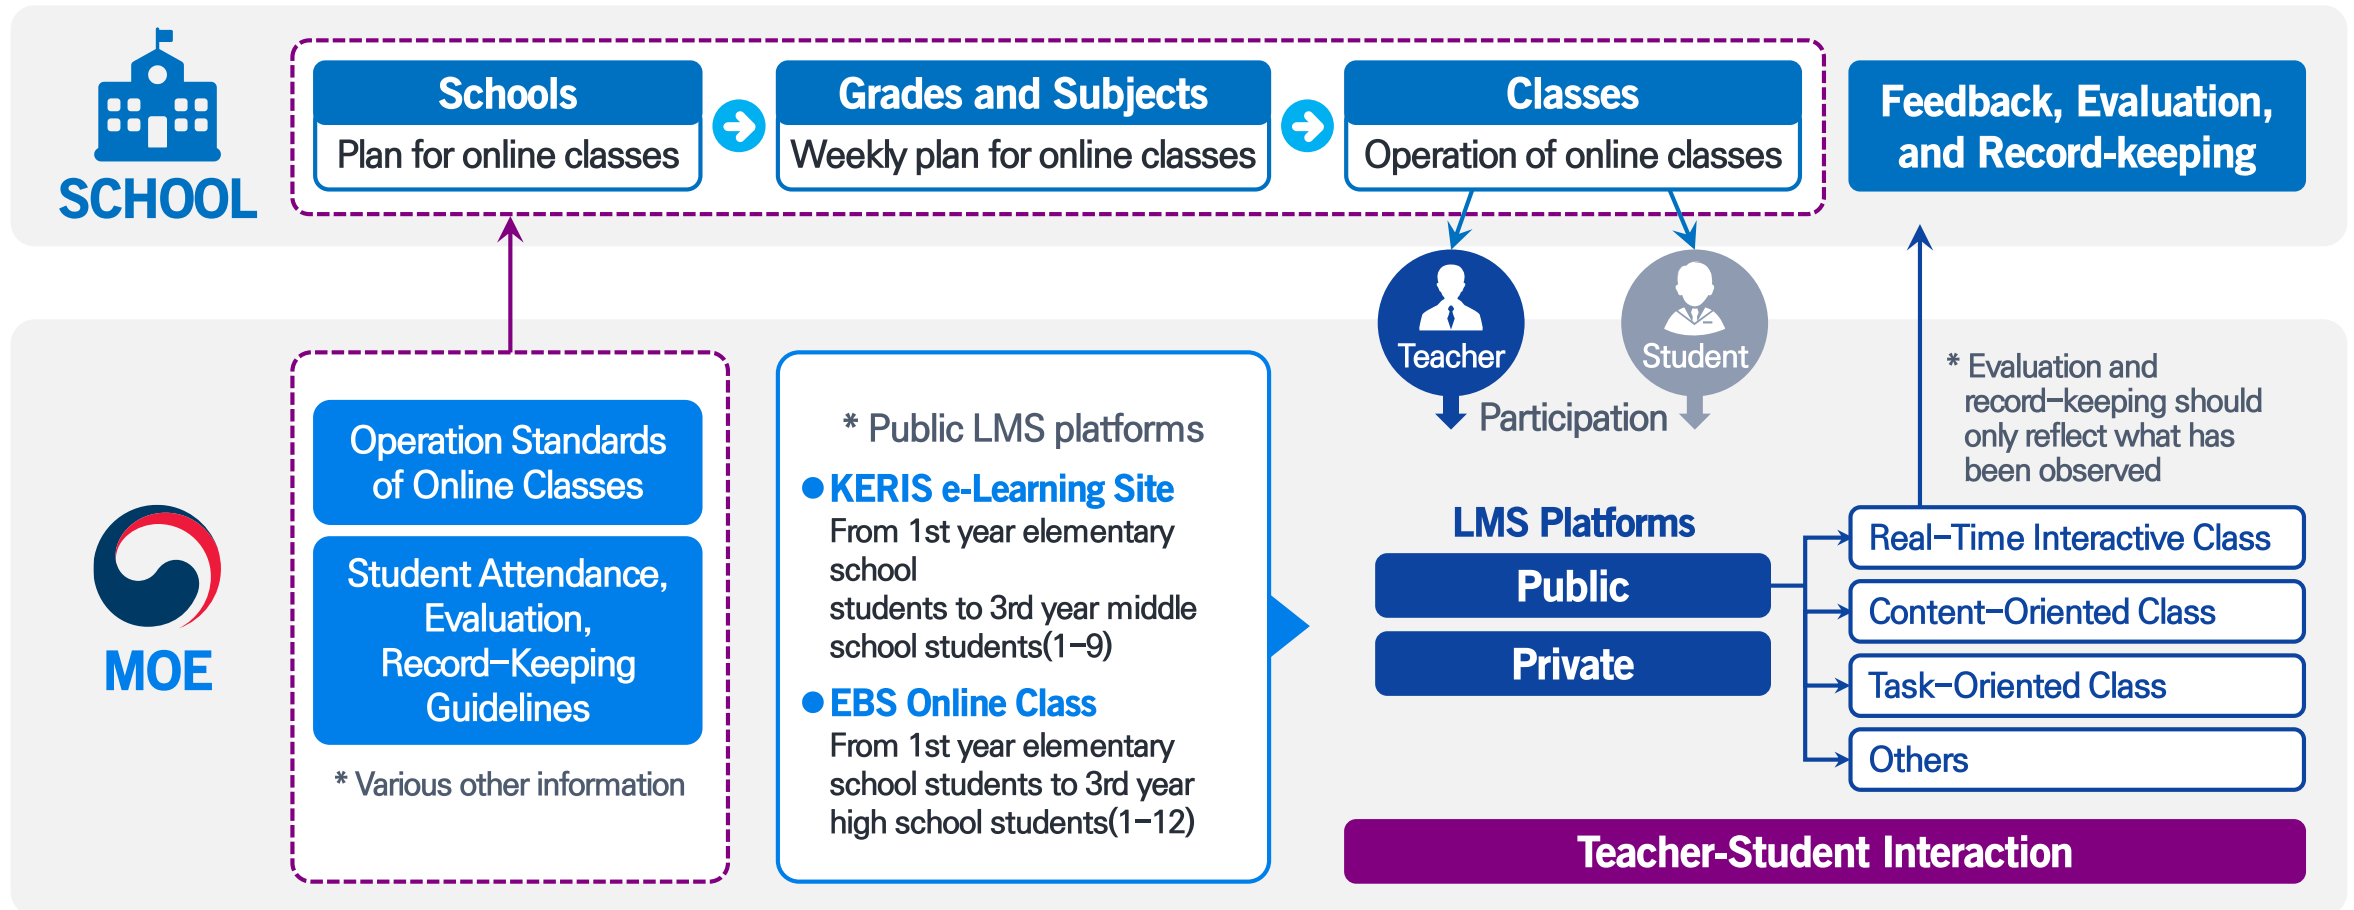 SCHOOL
Schools
Plan for online classes
Grades and Subjects
Weekly plan for online classes
Classes
Operation of online classes
Feedback, Evaluation,
and Record-keeping
Teacher
Student
Participation
MOE
Operation Standards
of Online Classes
Student Attendance,
Evaluation,
Record-Keeping
Guidelines
* Various other information
* Public LMS platforms
KERIS e-Learning Site
From 1st year elementary
school
students to 3rd year middle
school students(1-9)
EBS Online Class
From 1st year elementary
school students to 3rd year
high school students(1-12)
LMS Platforms
Public
Private
* Evaluation and
record-keeping should
only reflect what has
been observed
Real-Time Interactive Class
Content-Oriented Class
Task-Oriented Class
Others
Teacher-Student Interaction